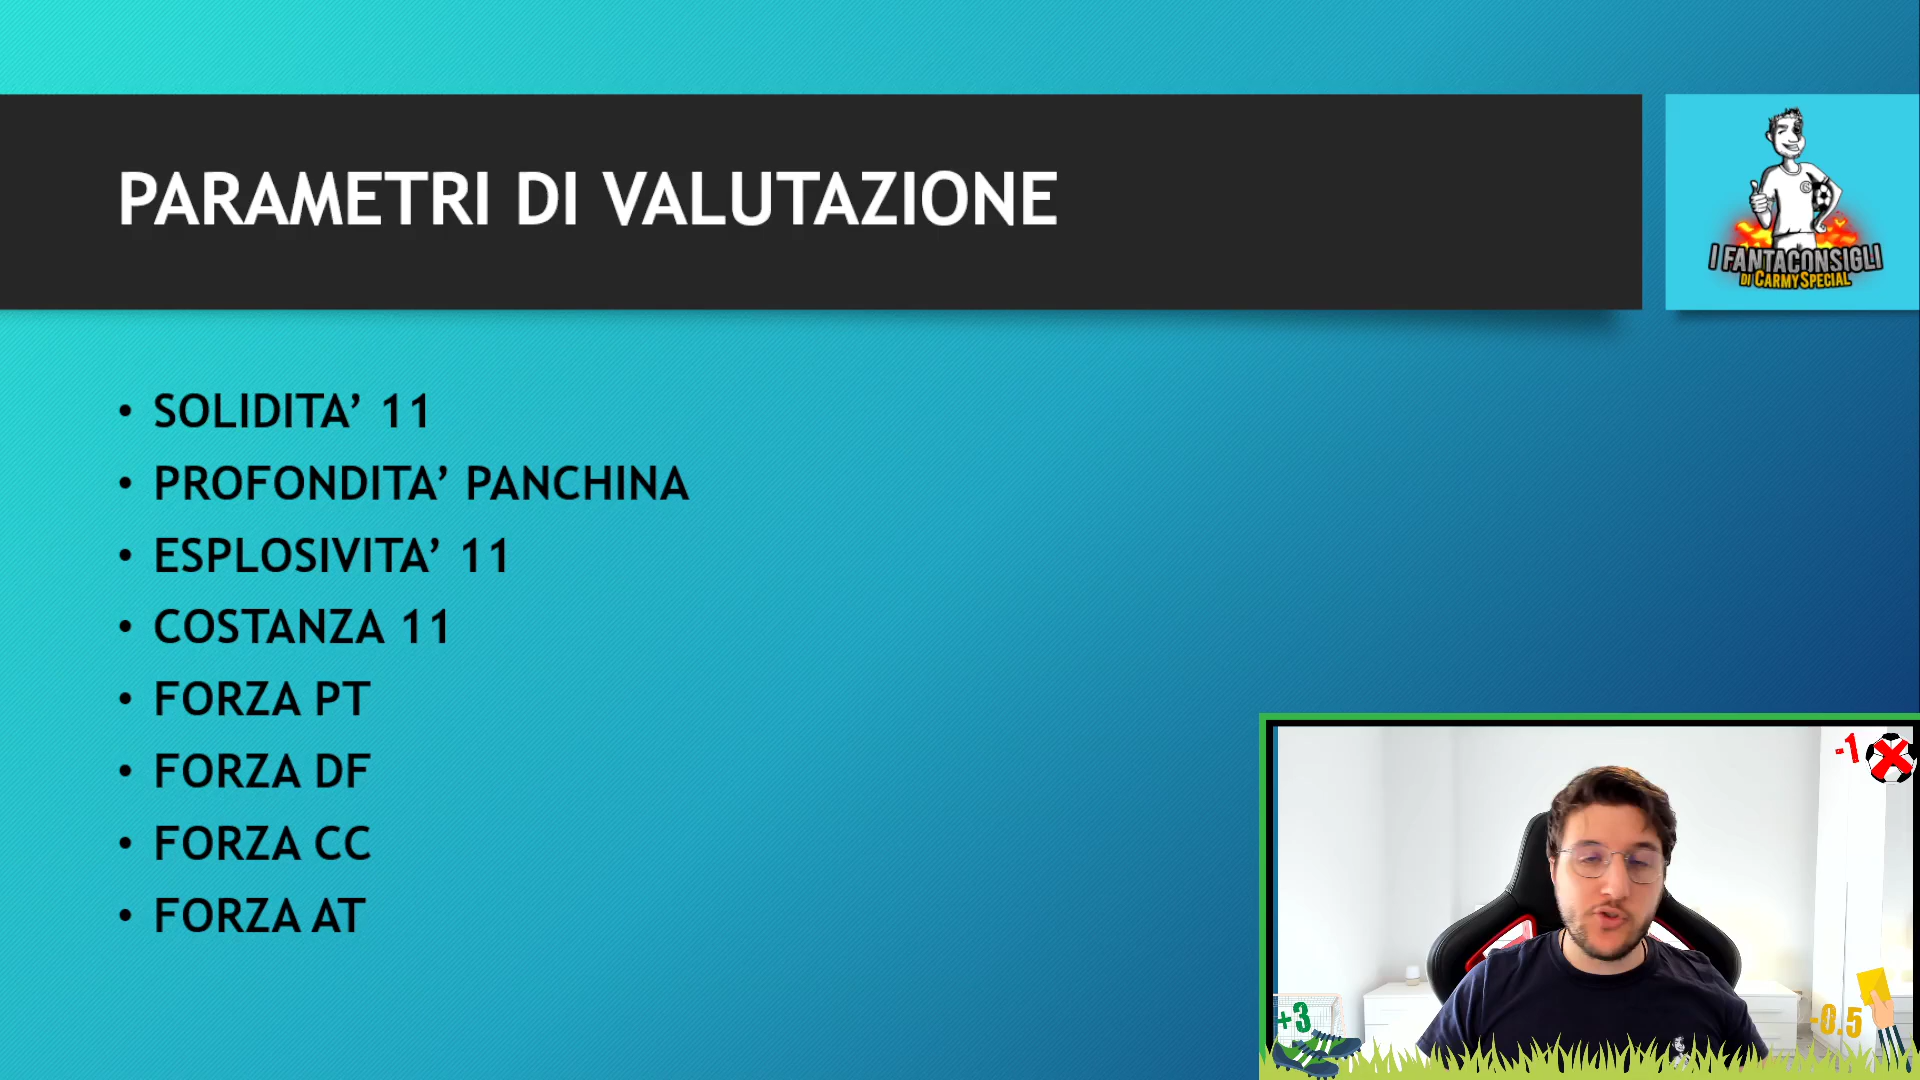 PARAMETRI DI VALUTAZIONE
I FANTACONSIGLI
DI CARMYSPECIAL
• SOLIDITA’ 11
• PROFONDITA’ PANCHINA
• ESPLOSIVITA’ 11
• COSTANZA 11
• FORZA PT
• FORZA DF
• FORZA CC
• FORZA AT
-1
+3
-0.5